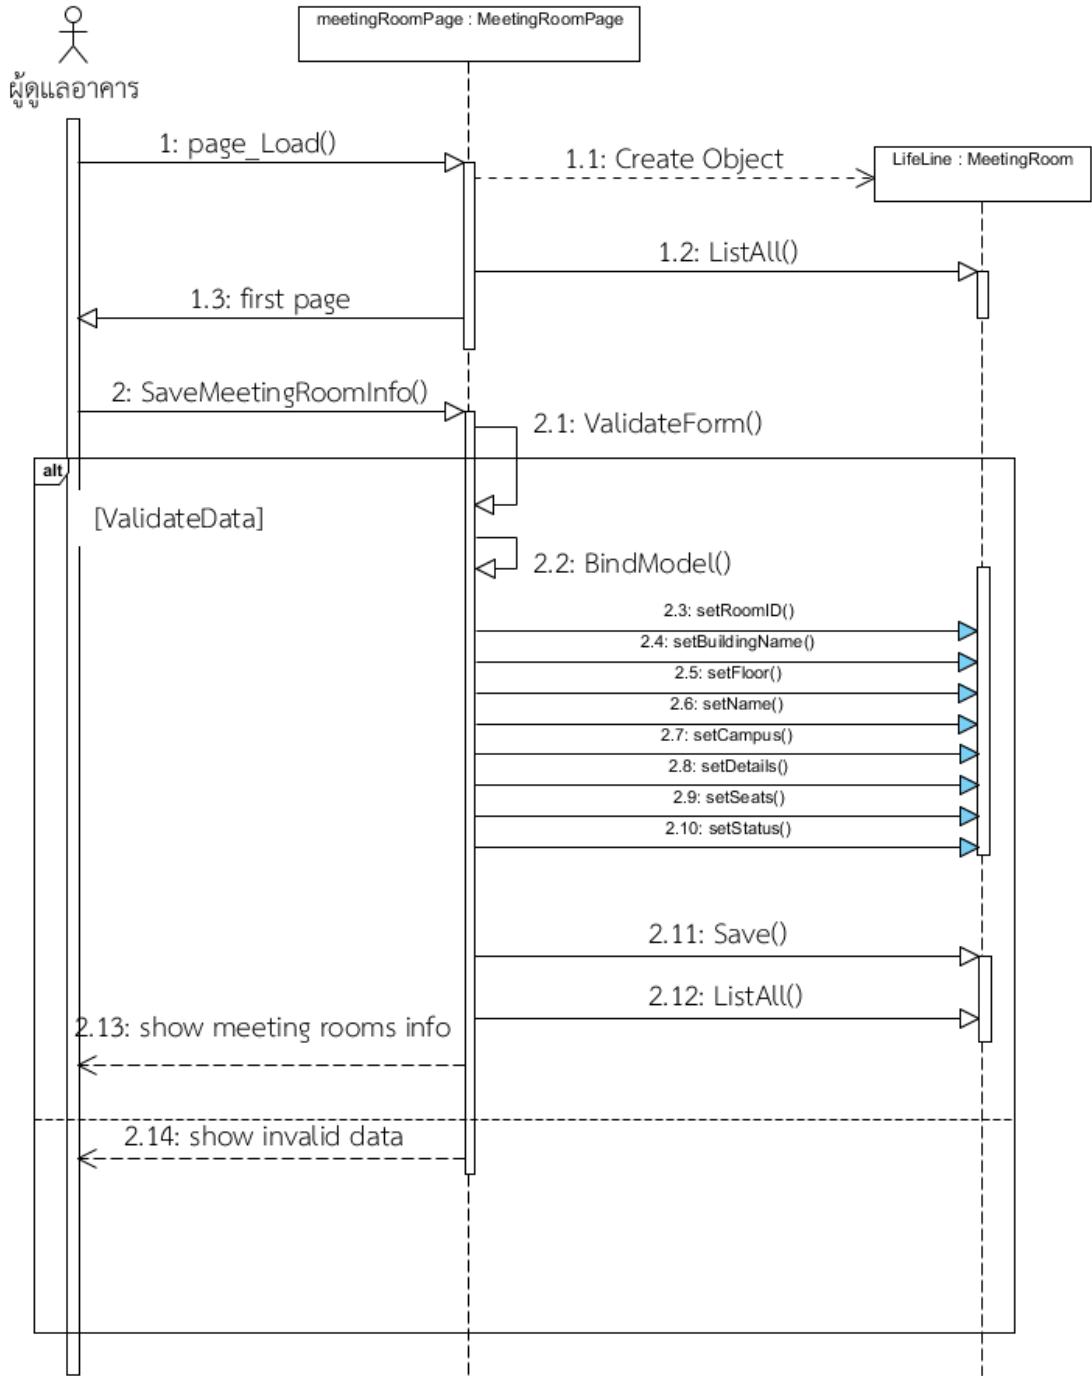 meetingRoomPage : MeetingRoomPage
ผู้ดูแลอาคาร
1: page_Load()
1.1: Create Object
LifeLine : MeetingRoom
1.2: ListAll()
1.3: first page
2: SaveMeetingRoomInfo()
2.1: ValidateForm()
alt
[ValidateData]
2.2: BindModel()
2.3: setRoomID()
2.4: setBuildingName()
2.5: setFloor()
2.6: setName()
2.7: setCampus()
2.8: setDetails()
2.9: setSeats()
2.10: setStatus()
2.11: Save()
2.12: ListAll()
2.13: show meeting rooms info
2.14: show invalid data